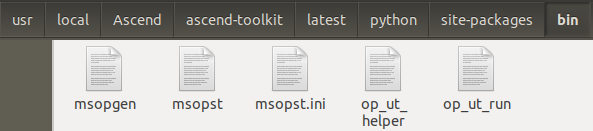 usr local Ascend ascend-toolkit latest python site-packages bin
msopgen msopst msopst.ini op_ut_ op_ut_run
helper